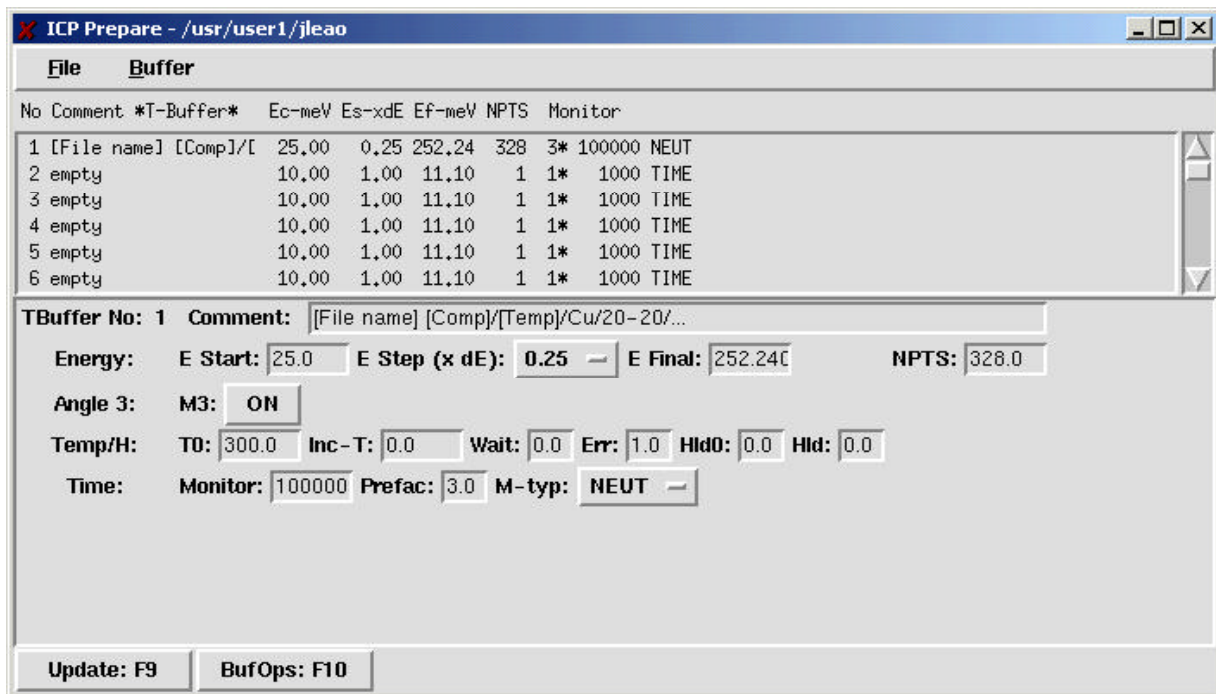 ICP Prepare - /usr/user1/jleao
File Buffer
No Comment *T-Buffer* Ec-meV Es-xdE Ef-meV NPTS Monitor
1 [File name] [Comp]/[ 25.00 0.25 252.24 328 3* 100000 NEUT
2 empty 10.00 1.00 11.10 1 1* 1000 TIME
3 empty 10.00 1.00 11.10 1 1* 1000 TIME
4 empty 10.00 1.00 11.10 1 1* 1000 TIME
5 empty 10.00 1.00 11.10 1 1* 1000 TIME
6 empty 10.00 1.00 11.10 1 1* 1000 TIME
TBuffer No: 1 Comment: [File name] [Comp]/[Temp]/Cu/20-20/...
Energy: E Start: 25.0 E Step (x dE): 0.25 E Final: 252.240 NPTS: 328.0
Angle 3: M3: ON
Temp/H: T0: 300.0 Inc-T: 0.0 Wait: 0.0 Err: 1.0 Hld0: 0.0 Hld: 0.0
Time: Monitor: 100000 Prefac: 3.0 M-typ: NEUT
Update: F9 BufOps: F10